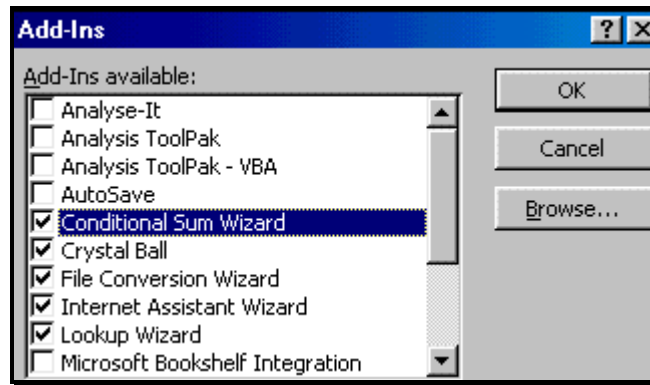 Add-Ins
Add-Ins available:
Analyse-It
Analysis ToolPak
Analysis ToolPak - VBA
AutoSave
Conditional Sum Wizard
Crystal Ball
File Conversion Wizard
Internet Assistant Wizard
Lookup Wizard
Microsoft Bookshelf Integration
OK
Cancel
Browse...